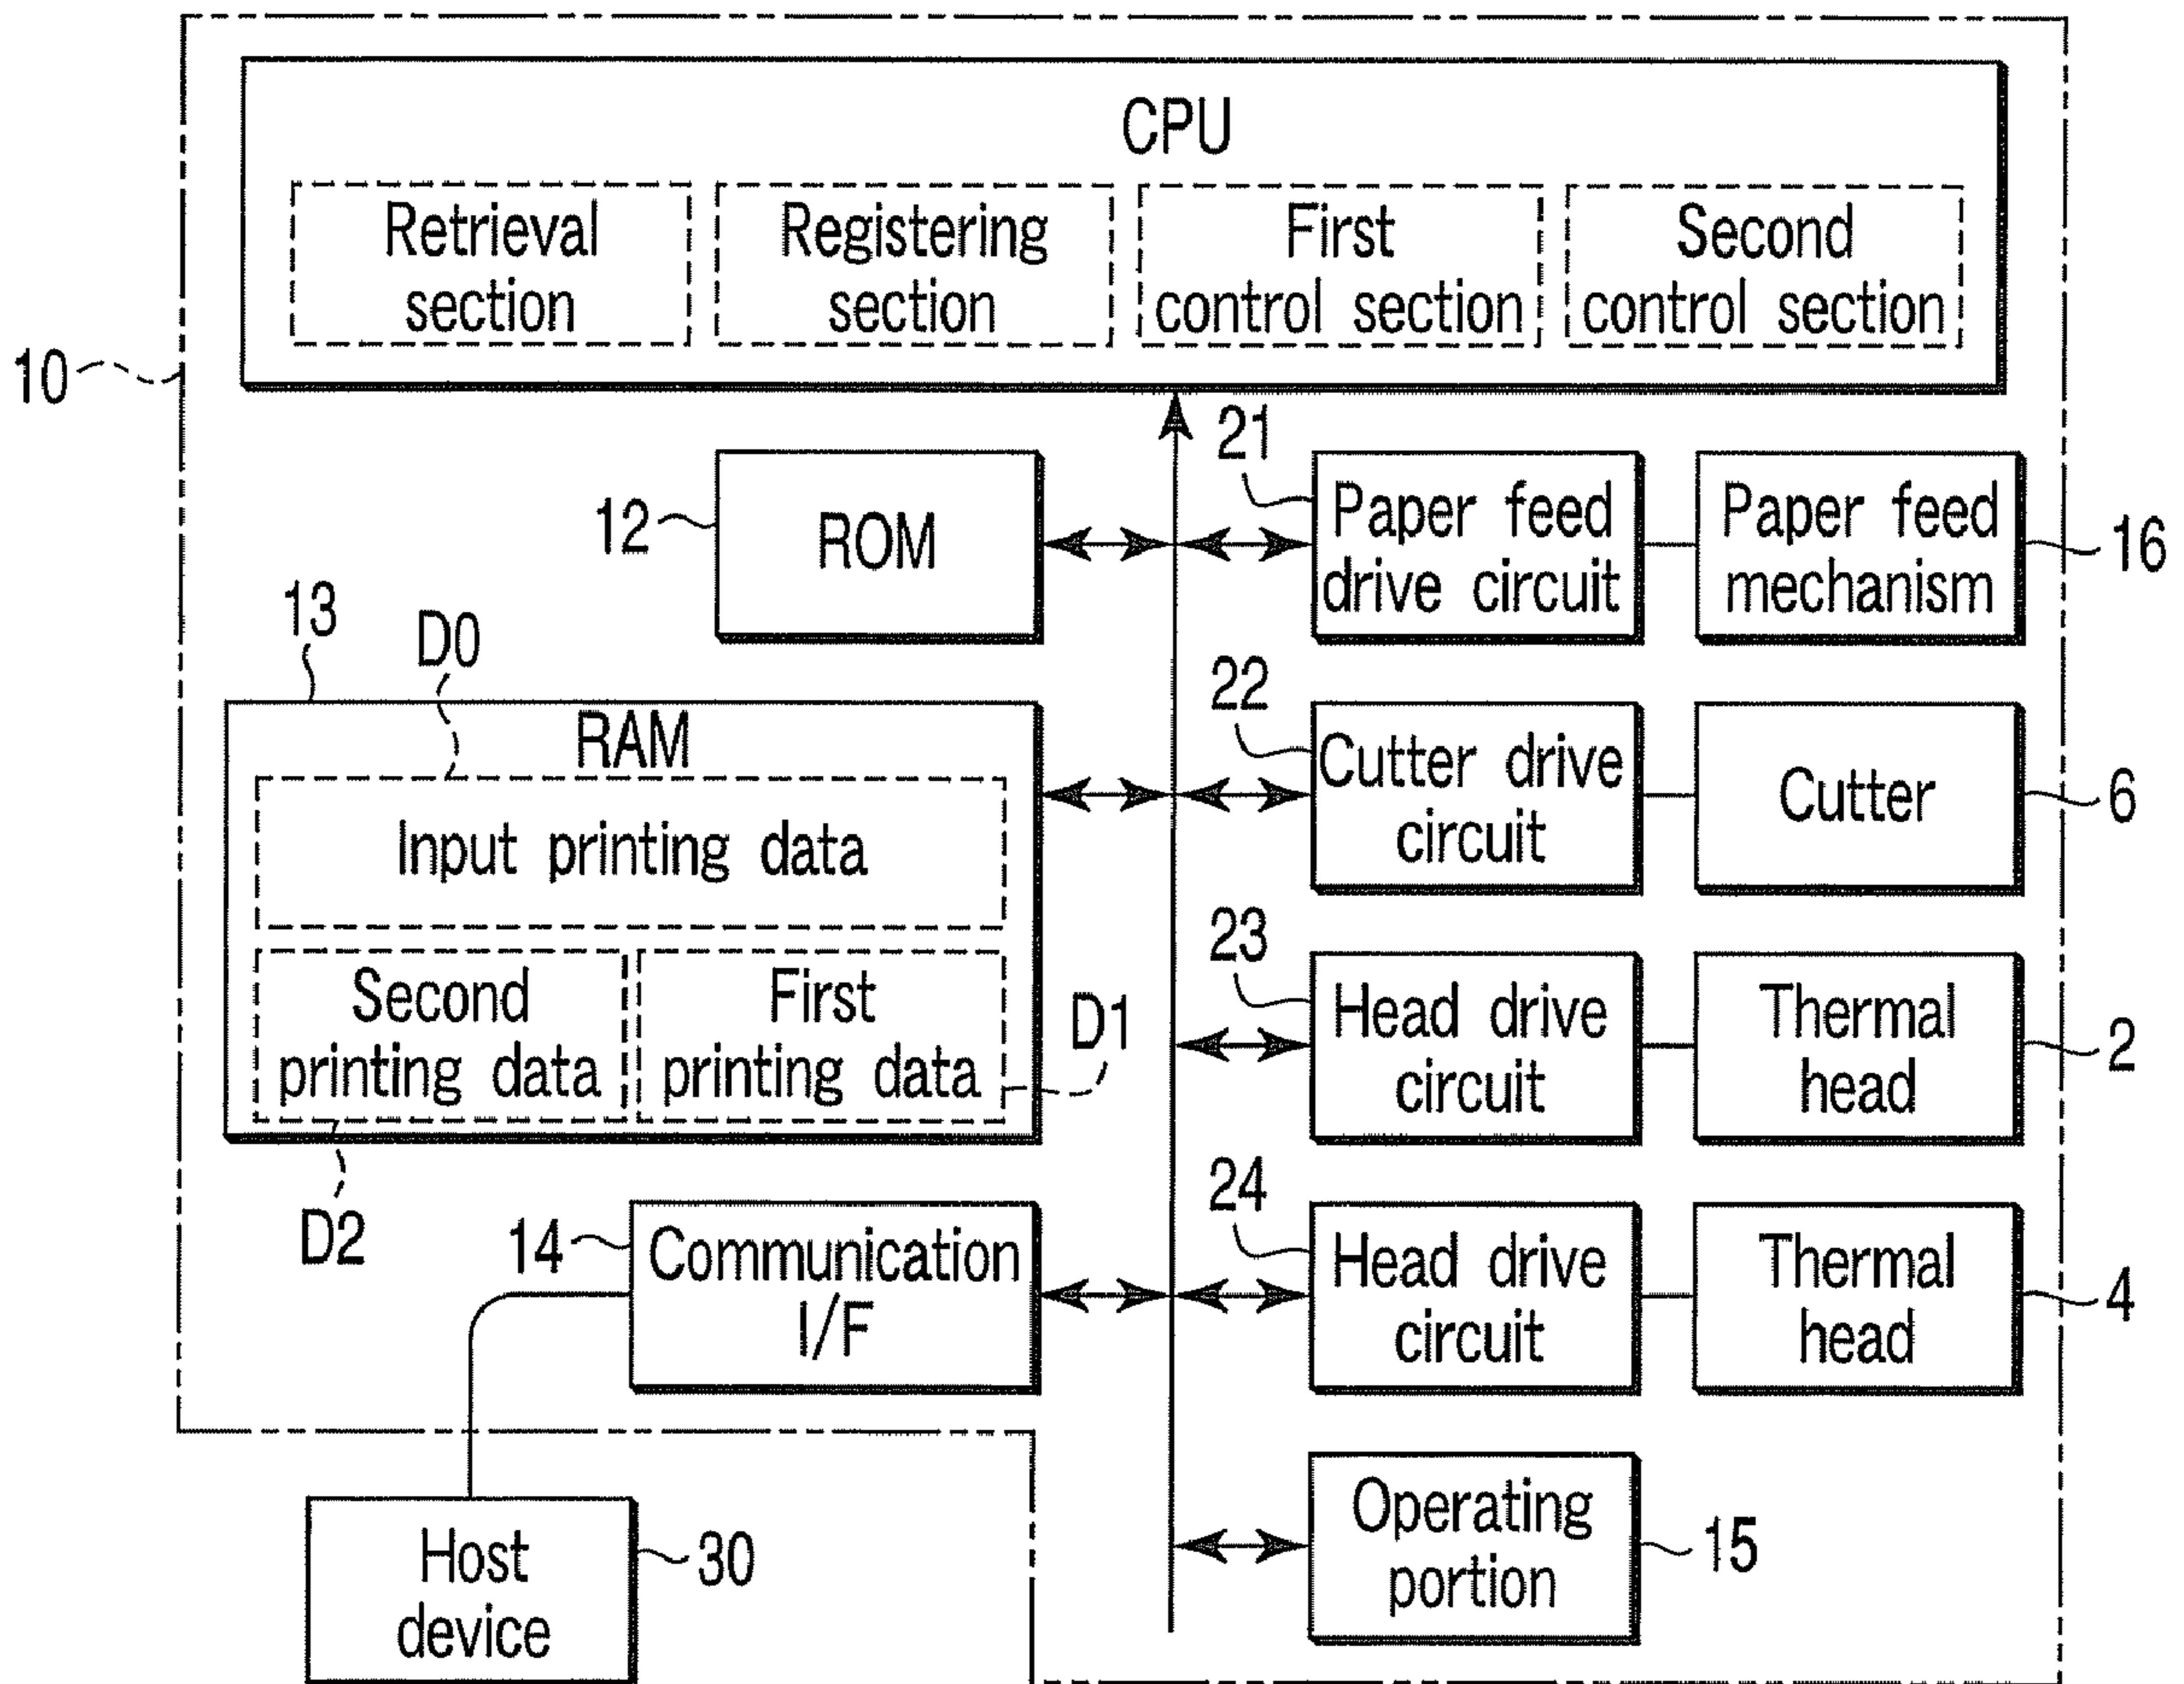 CPU
Retrieval
section
Registering
section
First
control section
Second
control section
10
12
ROM
21
Paper feed
drive circuit
Paper feed
mechanism
16
13
D0
RAM
Input printing data
Second
printing data
First
printing data
D1
D2
22
Cutter drive
circuit
Cutter
6
23
Head drive
circuit
Thermal
head
2
14
Communication
I/F
24
Head drive
circuit
Thermal
head
4
Host
device
30
Operating
portion
15